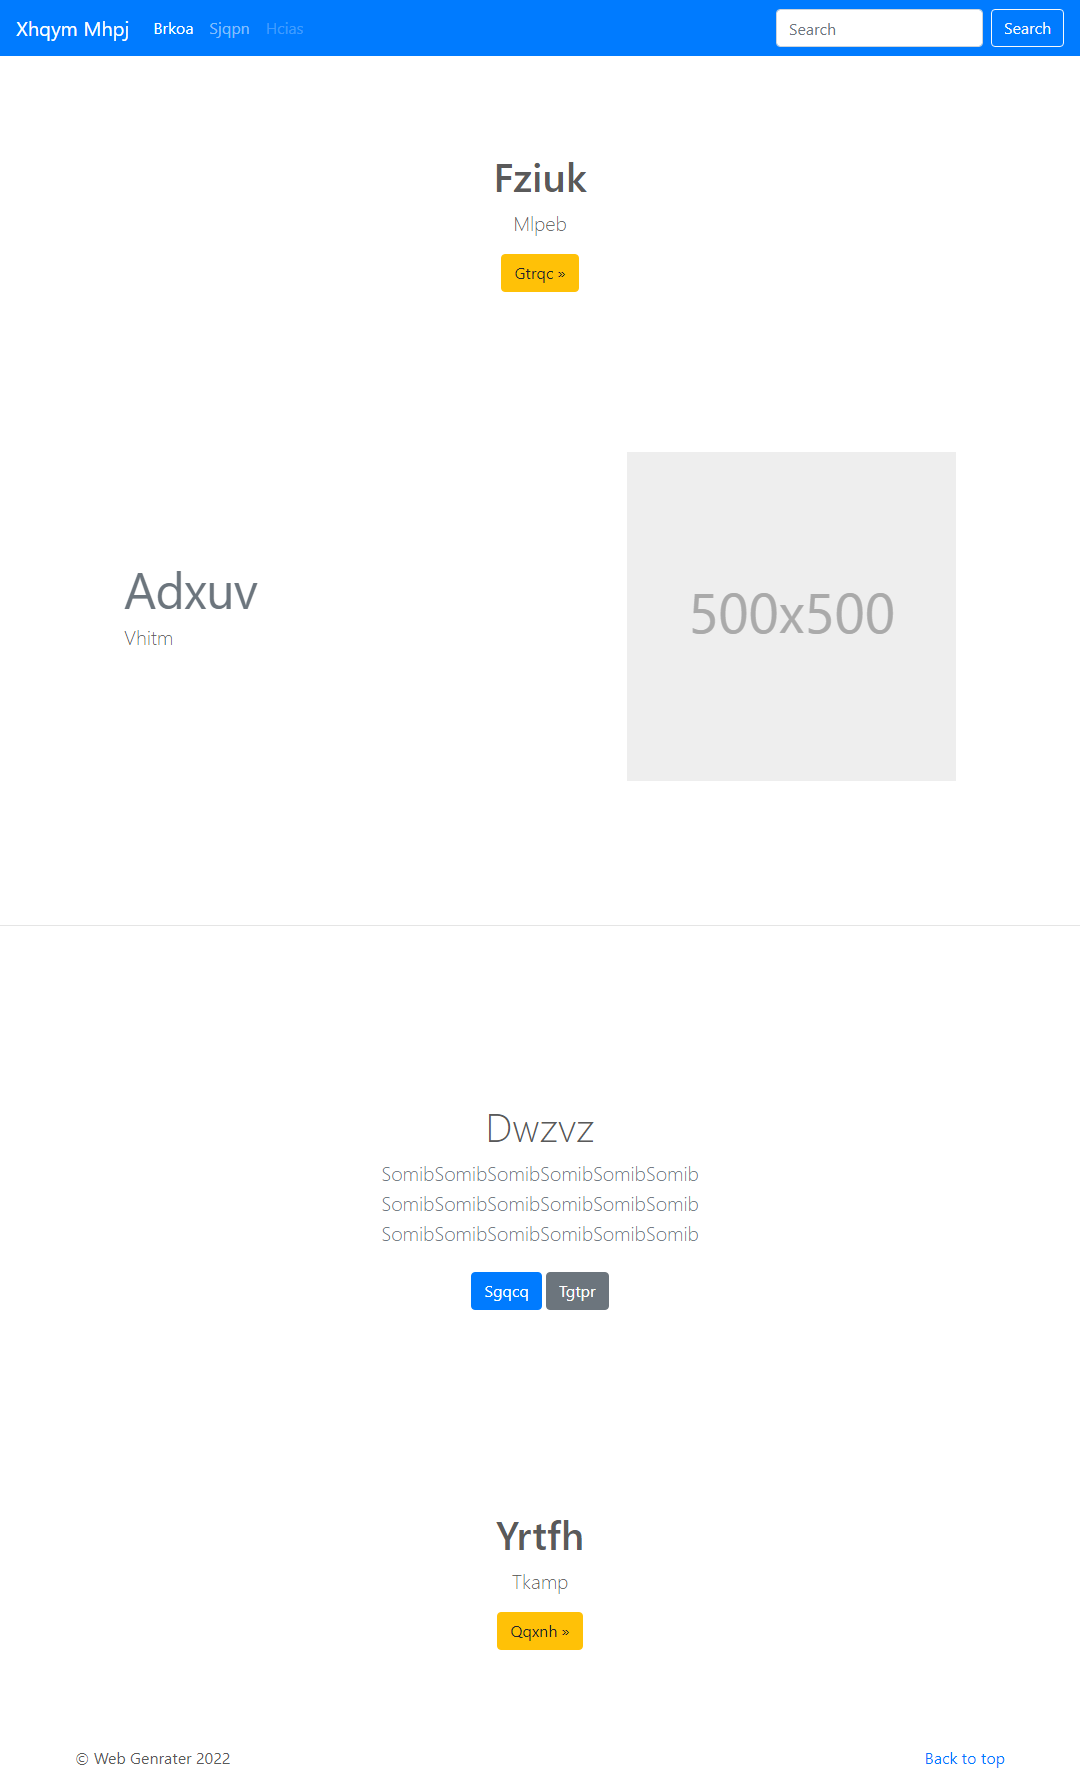 Xhqym Mhpj Brkoa Sjqpn Hcias Search Search
Fziuk
Mlpeb
Gtrqc »
Adxuv
Vhitm
500x500
Dwzvz
SomibSomibSomibSomibSomibSomib
SomibSomibSomibSomibSomibSomib
SomibSomibSomibSomibSomibSomib
Sgqcq Tgtpr
Yrtfh
Tkamp
Qqxnh »
© Web Genrater 2022 Back to top